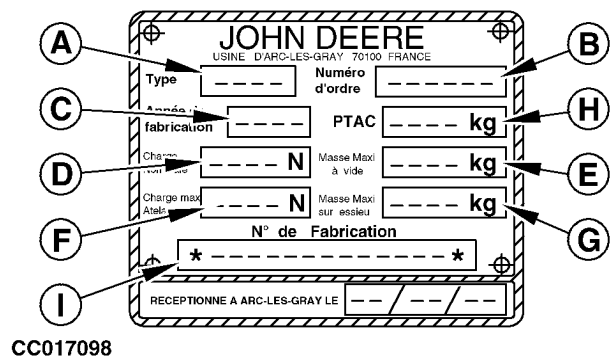 A
B
JOHN DEERE
USINE D'ARC-LES-GRAY 70100 FRANCE
Type _ _ _ _ Numéro d'ordre _ _ _ _ _ _ _
C
H
fabrication _ _ _ _ PTAC _ _ _ _ kg
D
E
Charge _ _ _ _ N Masse Maxi à vide _ _ _ _ kg
F
G
Charge max _ _ _ _ N Masse Maxi sur essieu _ _ _ _ kg
N° de Fabrication
I
* _ _ _ _ _ _ _ _ _ _ _ _ _ *
RECEPTIONNE A ARC-LES-GRAY LE _ _ / _ _ / _ _
CC017098